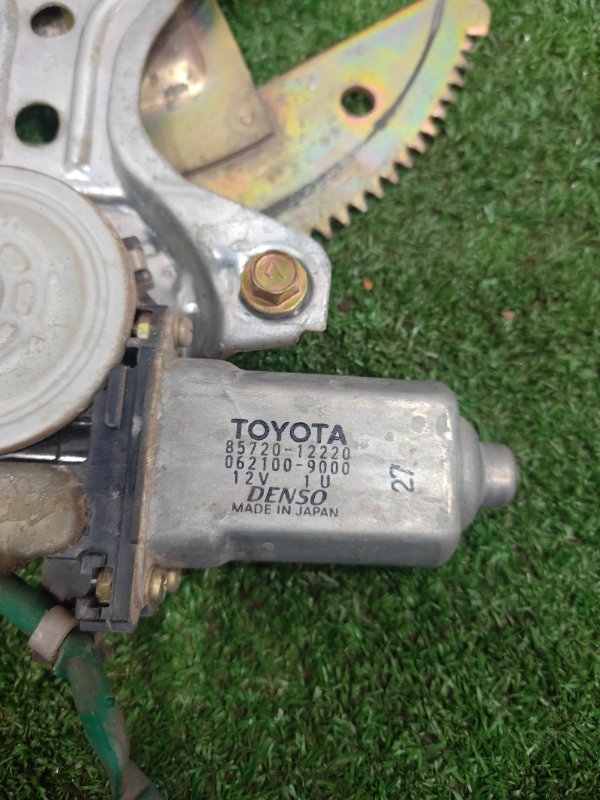 TOYOTA
85720-12220
062100-9000
12V 1U
DENSO
MADE IN JAPAN
27